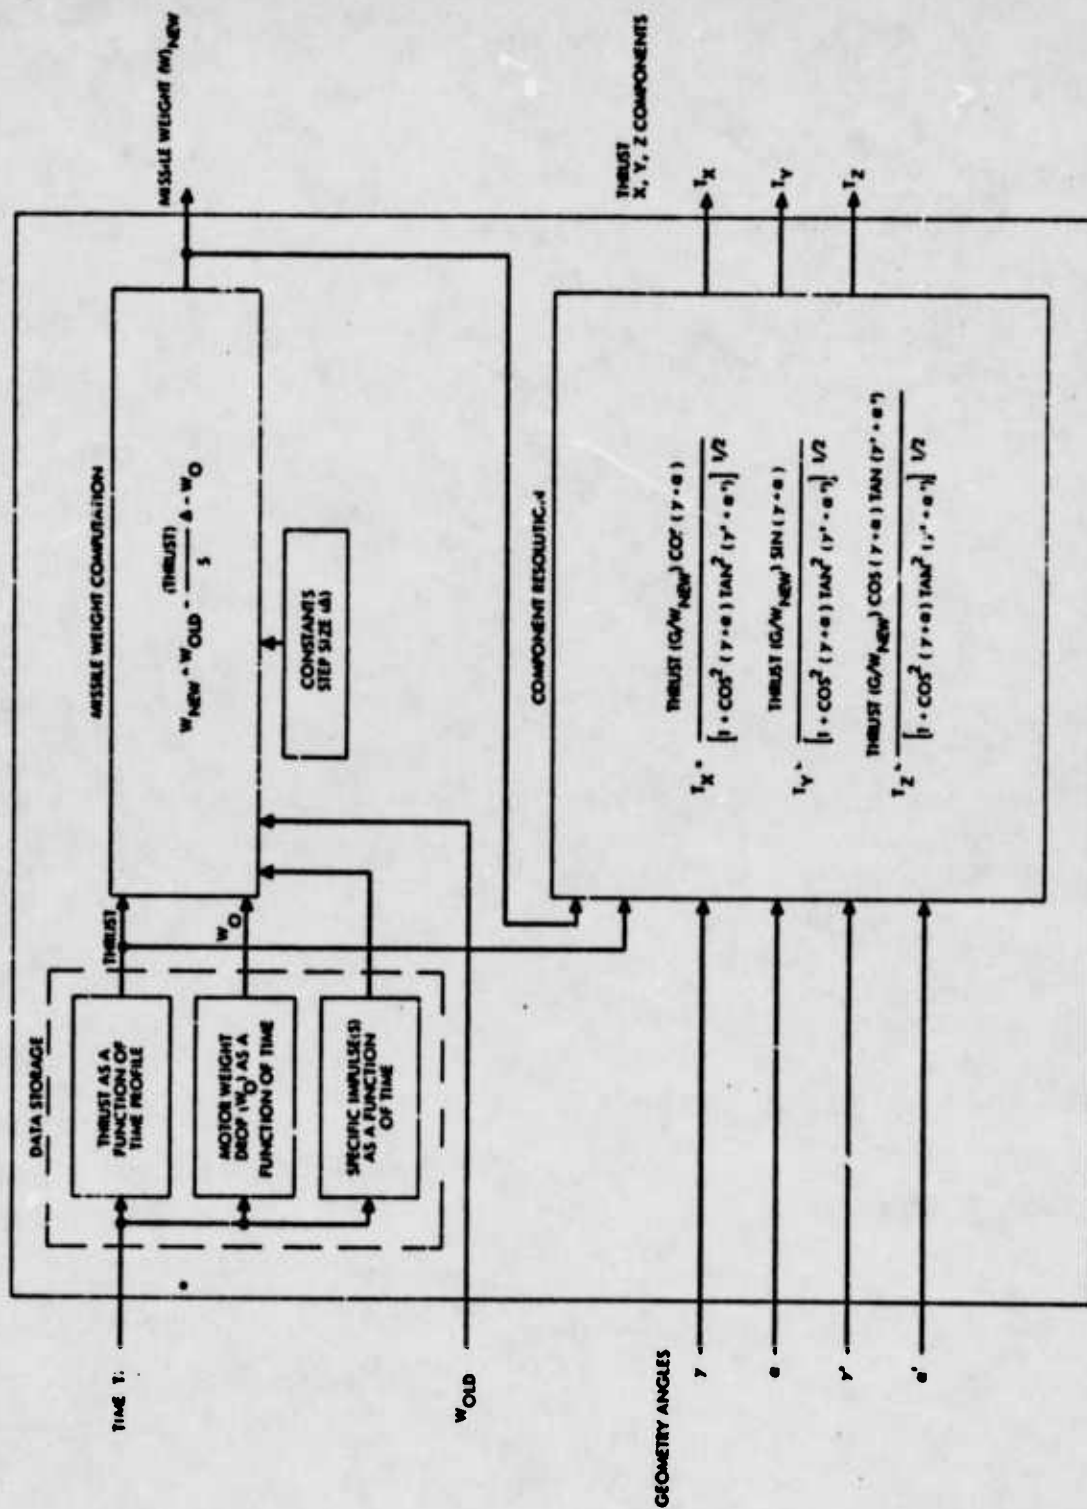 TIME T:
DATA STORAGE
THRUST AS A
FUNCTION OF
TIME PROFILE
MOTOR WEIGHT
DROP (W_O) AS A
FUNCTION OF TIME
SPECIFIC IMPULSE(S)
AS A FUNCTION
OF TIME
THRUST
W_O
MISSILE WEIGHT COMPUTATION
W_NEW = W_OLD - (THRUST) / S Δ - W_O
CONSTANTS
STEP SIZE (Δ)
MISSILE WEIGHT (W)_NEW
W_OLD
GEOMETRY ANGLES
γ
α
γ'
α'
COMPONENT RESOLUTION
T_X = THRUST (G/W_NEW) COS (γ+α) / [1 + COS² (γ+α) TAN² (γ'+α')] 1/2
T_Y = THRUST (G/W_NEW) SIN (γ+α) / [1 + COS² (γ+α) TAN² (γ'+α')] 1/2
T_Z = THRUST (G/W_NEW) COS (γ+α) TAN (γ'+α') / [1 + COS² (γ+α) TAN² (γ'+α')] 1/2
THRUST
X, Y, Z COMPONENTS
T_X
T_Y
T_Z